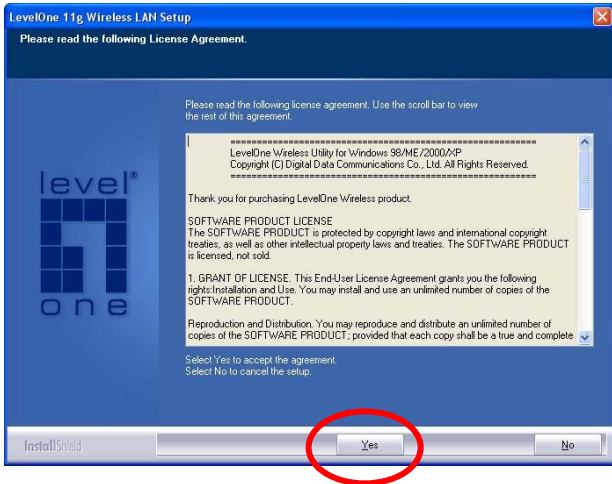 LevelOne 11g Wireless LAN Setup
Please read the following License Agreement.
Please read the following license agreement. Use the scroll bar to view
the rest of this agreement.
===============================================
LevelOne Wireless Utility for Windows 98/ME/2000/XP
Copyright (C) Digital Data Communications Co., Ltd. All Rights Reserved.
===============================================
Thank you for purchasing LevelOne Wireless product.
SOFTWARE PRODUCT LICENSE
The SOFTWARE PRODUCT is protected by copyright laws and international copyright
treaties, as well as other intellectual property laws and treaties. The SOFTWARE PRODUCT
is licensed, not sold.
1. GRANT OF LICENSE. This End-User License Agreement grants you the following
rights:Installation and Use. You may install and use an unlimited number of copies of the
SOFTWARE PRODUCT.
Reproduction and Distribution. You may reproduce and distribute an unlimited number of
copies of the SOFTWARE PRODUCT; provided that each copy shall be a true and complete
level®
one
Select Yes to accept the agreement.
Select No to cancel the setup.
InstallShield
Yes
No